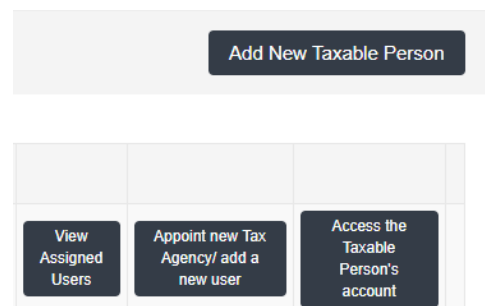 Add New Taxable Person
View
Assigned
Users
Appoint new Tax
Agency/ add a
new user
Access the
Taxable
Person's
account